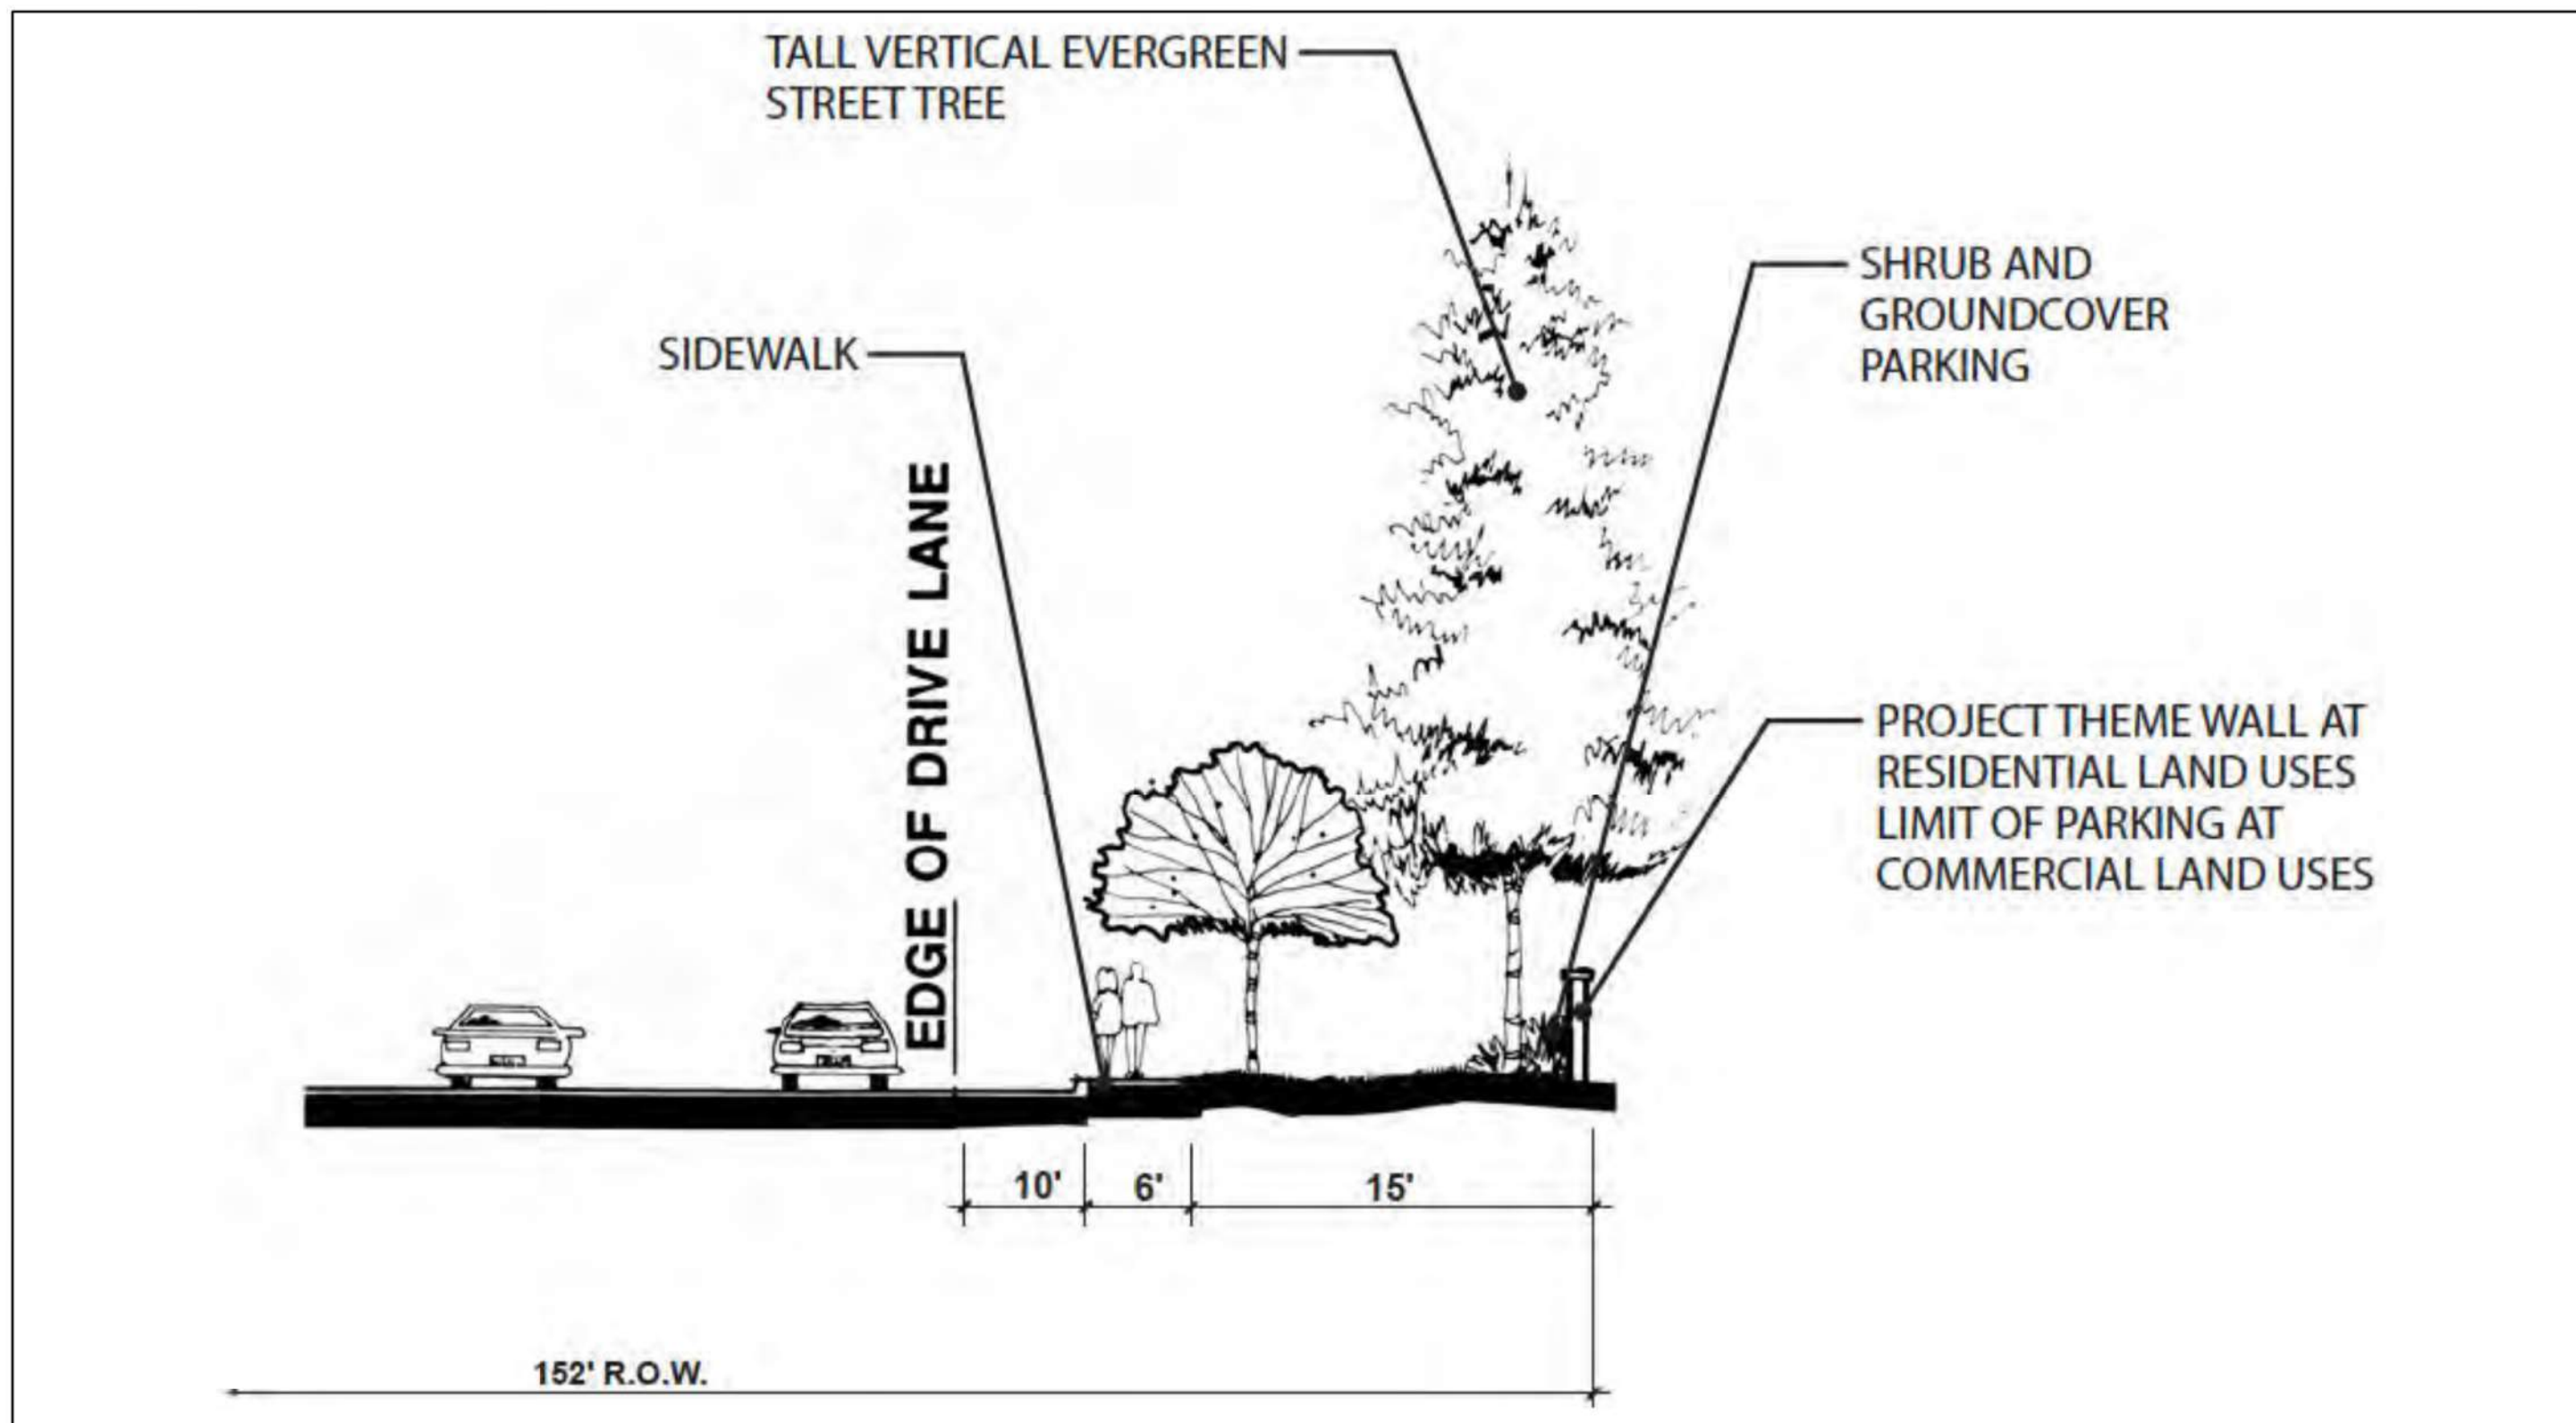 TALL VERTICAL EVERGREEN
STREET TREE
SHRUB AND
GROUNDCOVER
PARKING
SIDEWALK
EDGE OF DRIVE LANE
PROJECT THEME WALL AT
RESIDENTIAL LAND USES
LIMIT OF PARKING AT
COMMERCIAL LAND USES
10' 6' 15'
152' R.O.W.